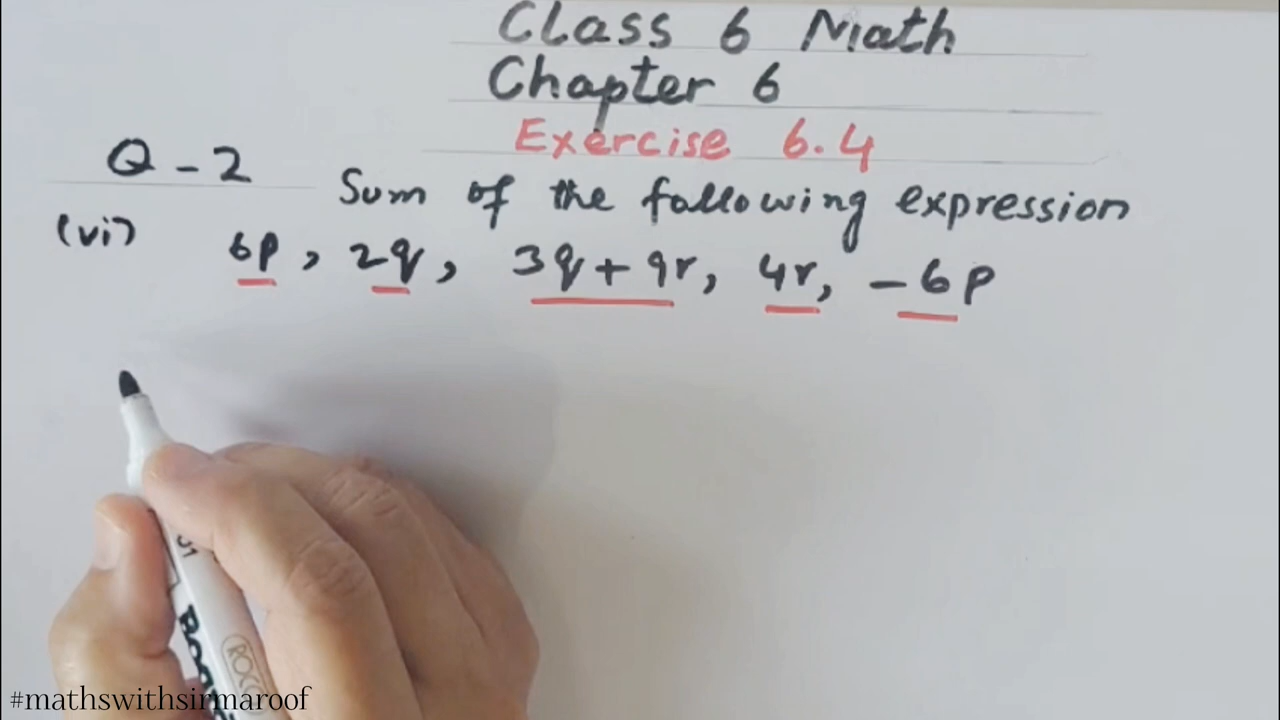 Class 6 Math
Chapter 6
Exercise 6.4
Q - 2 Sum of the following expression
(vi) 6p, 2q, 3q + 9r, 4r, - 6p
#mathswithsirmaroof